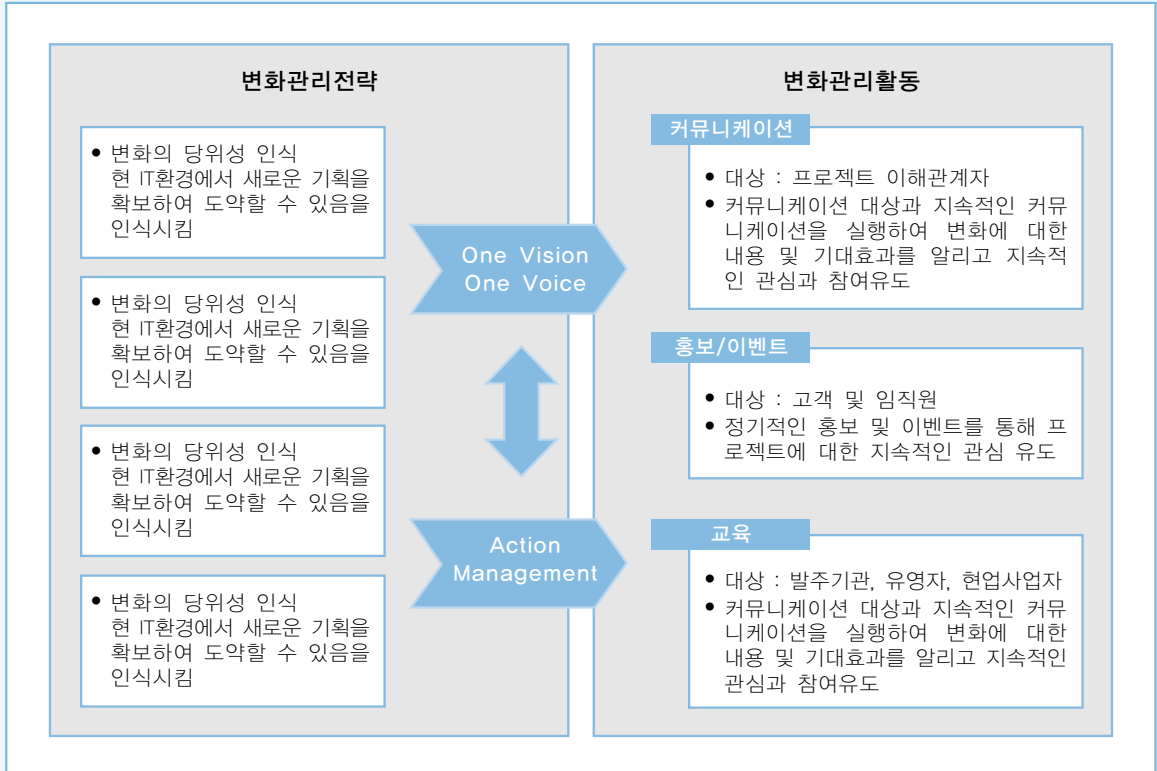 변화관리전략
• 변화의 당위성 인식
현 IT환경에서 새로운 기획을
확보하여 도약할 수 있음을
인식시킴
• 변화의 당위성 인식
현 IT환경에서 새로운 기획을
확보하여 도약할 수 있음을
인식시킴
• 변화의 당위성 인식
현 IT환경에서 새로운 기획을
확보하여 도약할 수 있음을
인식시킴
• 변화의 당위성 인식
현 IT환경에서 새로운 기획을
확보하여 도약할 수 있음을
인식시킴
One Vision
One Voice
Action
Management
변화관리활동
커뮤니케이션
• 대상 : 프로젝트 이해관계자
• 커뮤니케이션 대상과 지속적인 커뮤
니케이션을 실행하여 변화에 대한
내용 및 기대효과를 알리고 지속적
인 관심과 참여유도
홍보/이벤트
• 대상 : 고객 및 임직원
• 정기적인 홍보 및 이벤트를 통해 프
로젝트에 대한 지속적인 관심 유도
교육
• 대상 : 발주기관, 유영자, 현업사업자
• 커뮤니케이션 대상과 지속적인 커뮤
니케이션을 실행하여 변화에 대한
내용 및 기대효과를 알리고 지속적인
관심과 참여유도